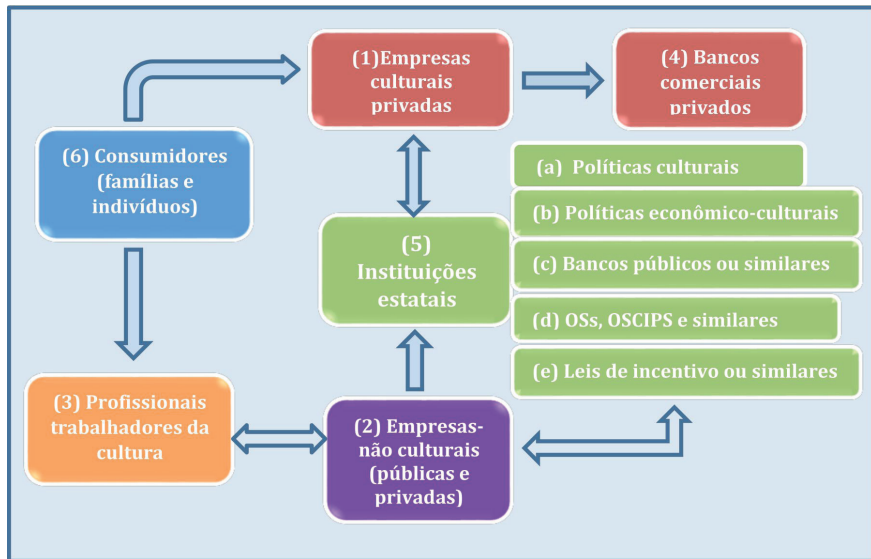 (1)Empresas
culturais
privadas
(4) Bancos
comerciais
privados
(6) Consumidores
(famílias e
indivíduos)
(a) Políticas culturais
(b) Políticas econômico-culturais
(5)
Instituições
estatais
(c) Bancos públicos ou similares
(d) OSs, OSCIPS e similares
(e) Leis de incentivo ou similares
(3) Profissionais
trabalhadores da
cultura
(2) Empresas-
não culturais
(públicas e
privadas)